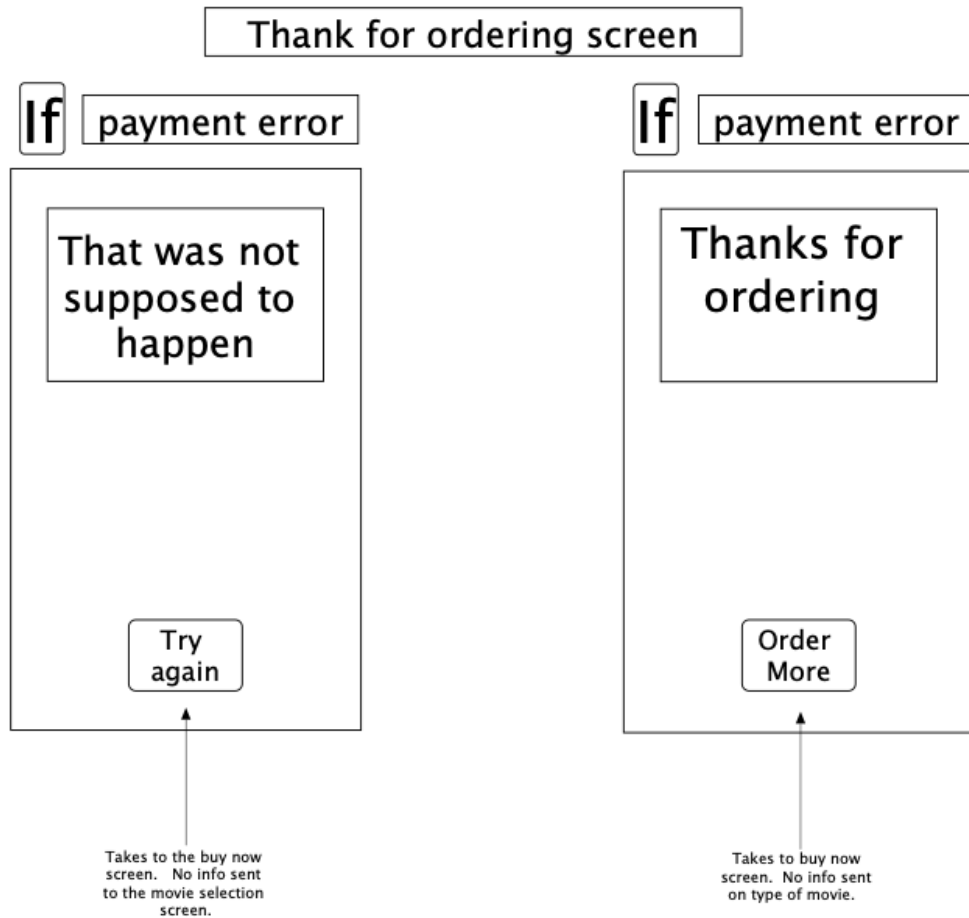 Thank for ordering screen
If payment error
That was not
supposed to
happen
Try
again
Takes to the buy now
screen. No info sent
to the movie selection
screen.
If payment error
Thanks for
ordering
Order
More
Takes to buy now
screen. No info sent
on type of movie.